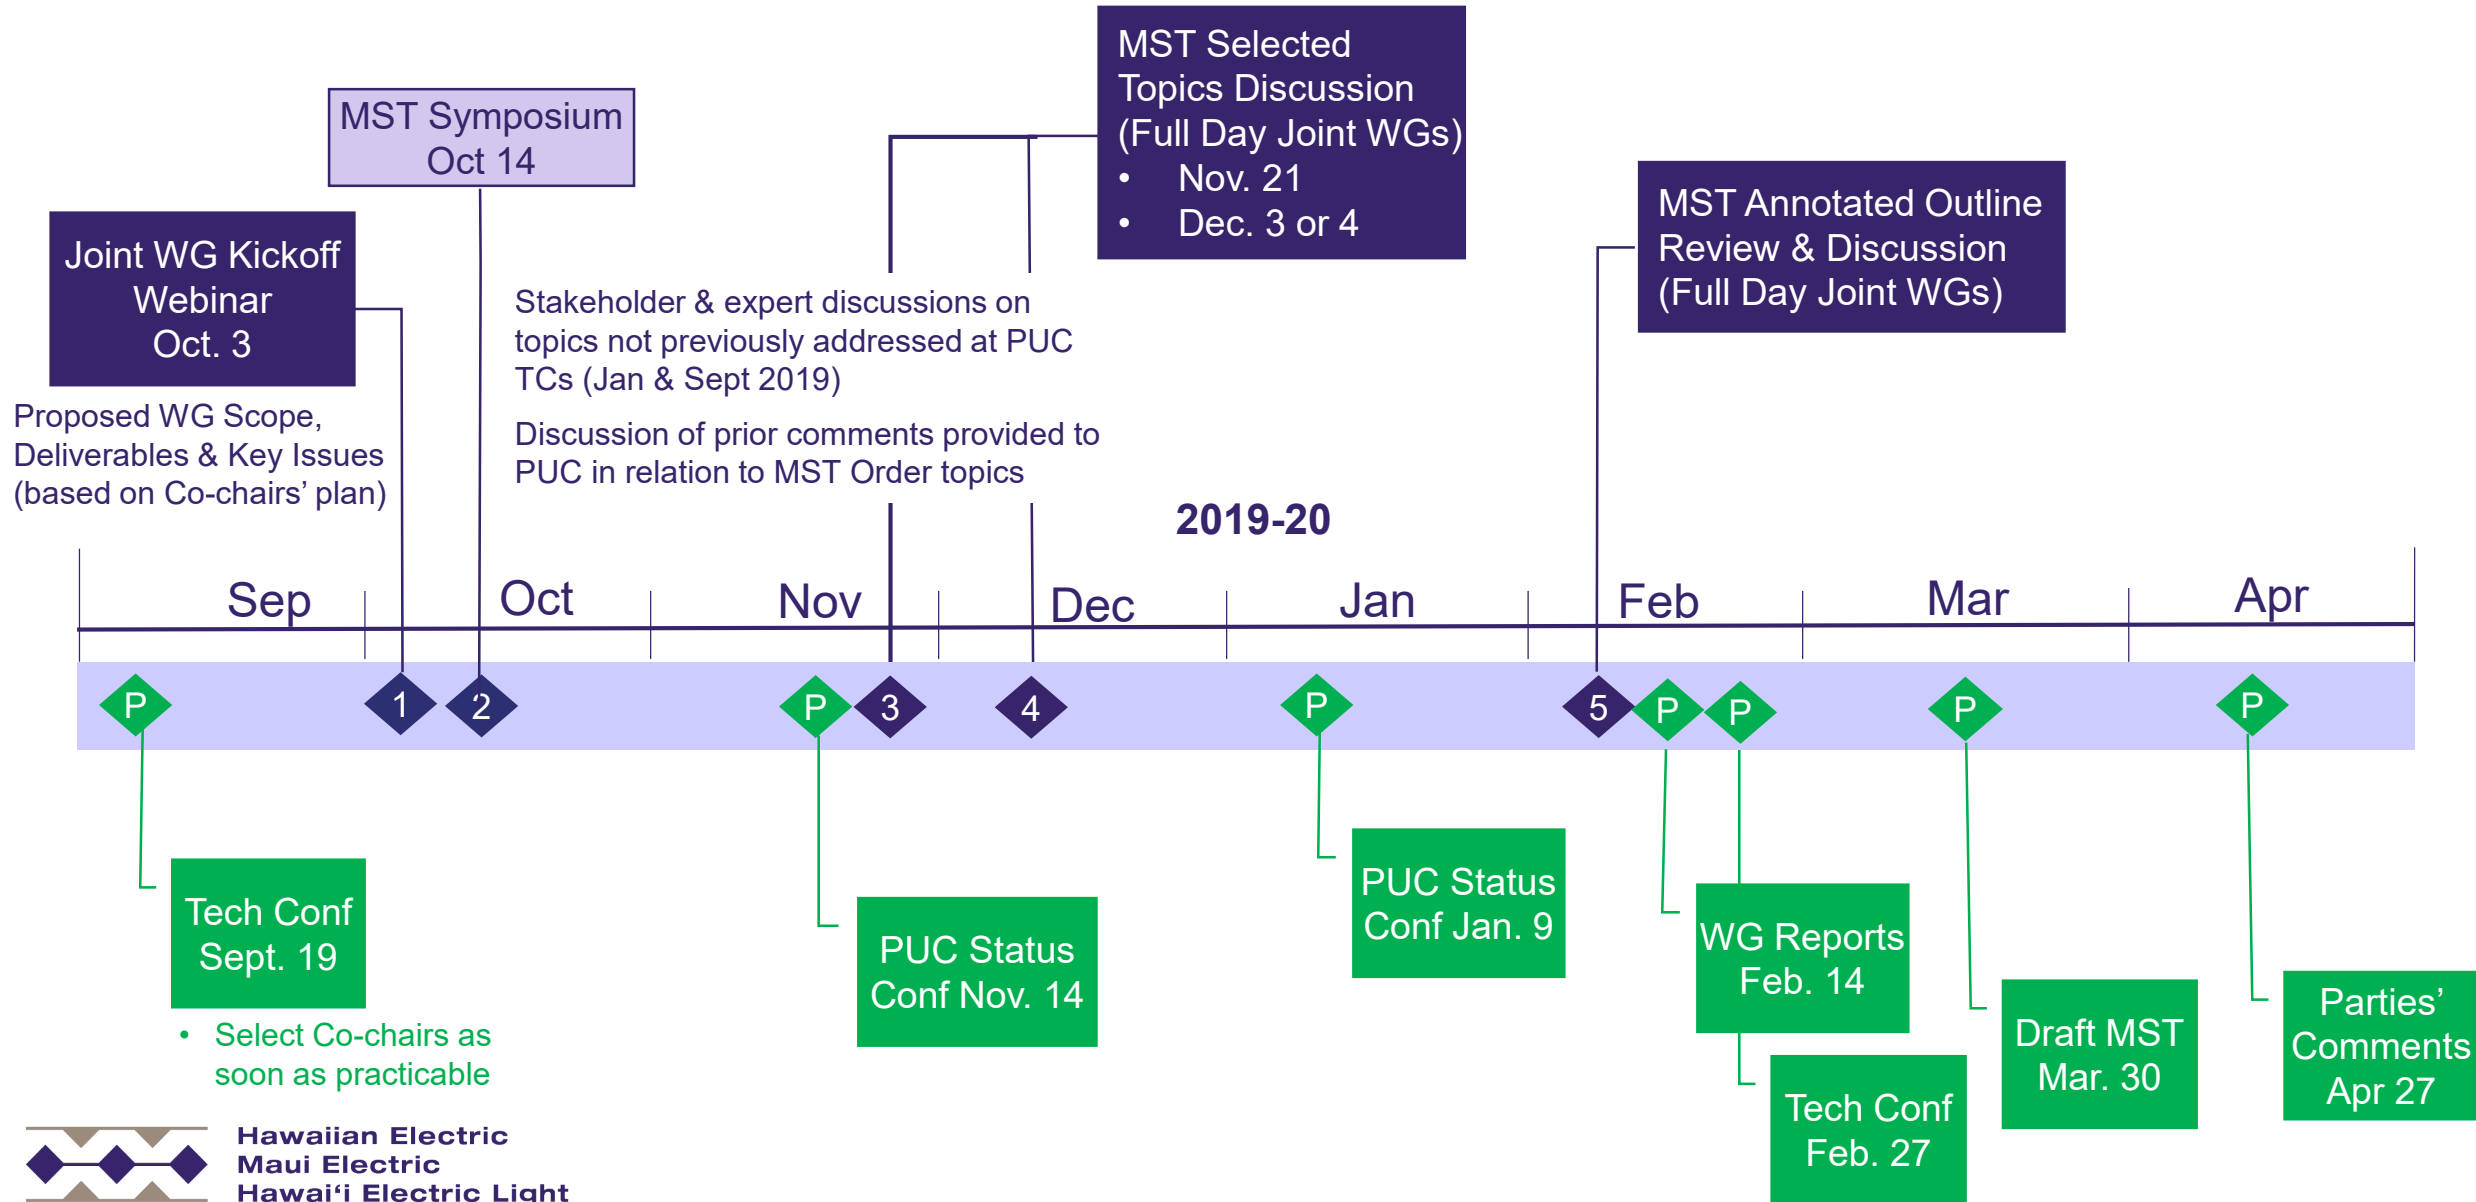 MST Selected
Topics Discussion
(Full Day Joint WGs)
• Nov. 21
• Dec. 3 or 4
MST Symposium
Oct 14
MST Annotated Outline
Review & Discussion
(Full Day Joint WGs)
Joint WG Kickoff
Webinar
Oct. 3
Proposed WG Scope,
Deliverables & Key Issues
(based on Co-chairs’ plan)
Stakeholder & expert discussions on
topics not previously addressed at PUC
TCs (Jan & Sept 2019)
Discussion of prior comments provided to
PUC in relation to MST Order topics
2019-20
Sep Oct Nov Dec Jan Feb Mar Apr
P 1 2 P 3 4 P 5 P P P P
Tech Conf
Sept. 19
• Select Co-chairs as
soon as practicable
PUC Status
Conf Nov. 14
PUC Status
Conf Jan. 9
WG Reports
Feb. 14
Tech Conf
Feb. 27
Draft MST
Mar. 30
Parties’
Comments
Apr 27
Hawaiian Electric
Maui Electric
Hawai‘i Electric Light